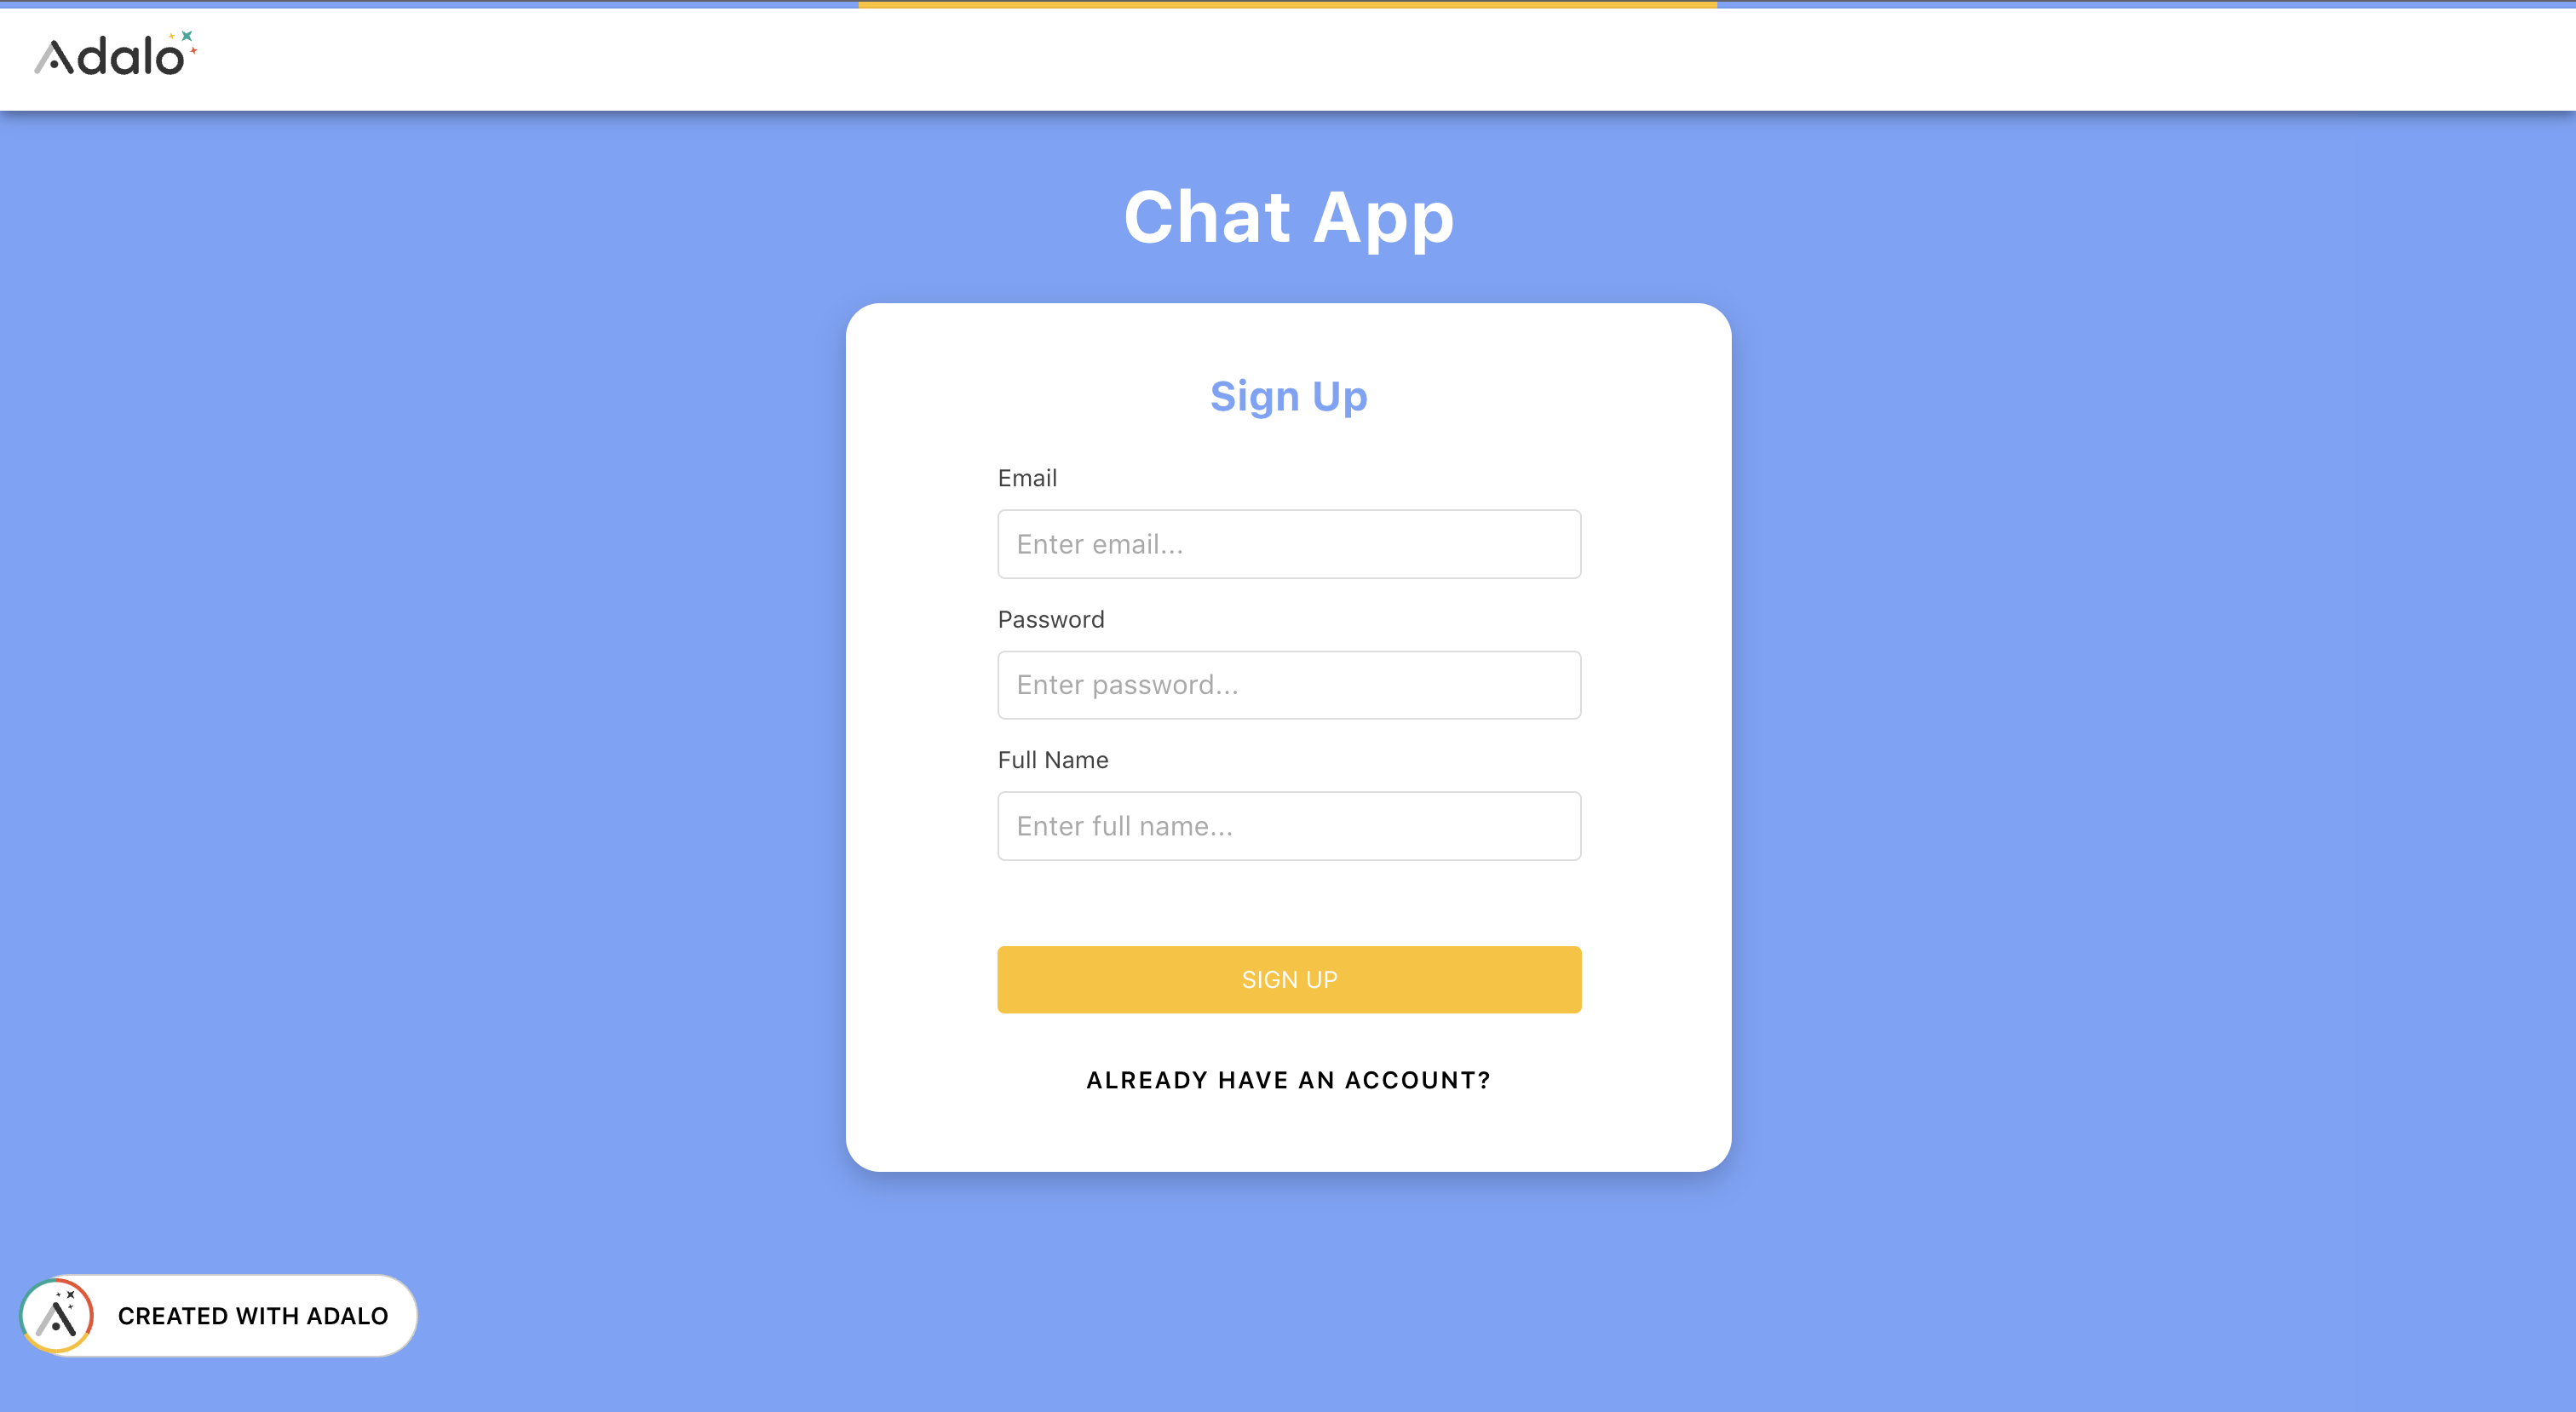 Adalo
Chat App
Sign Up
Email
Enter email...
Password
Enter password...
Full Name
Enter full name...
SIGN UP
ALREADY HAVE AN ACCOUNT?
CREATED WITH ADALO